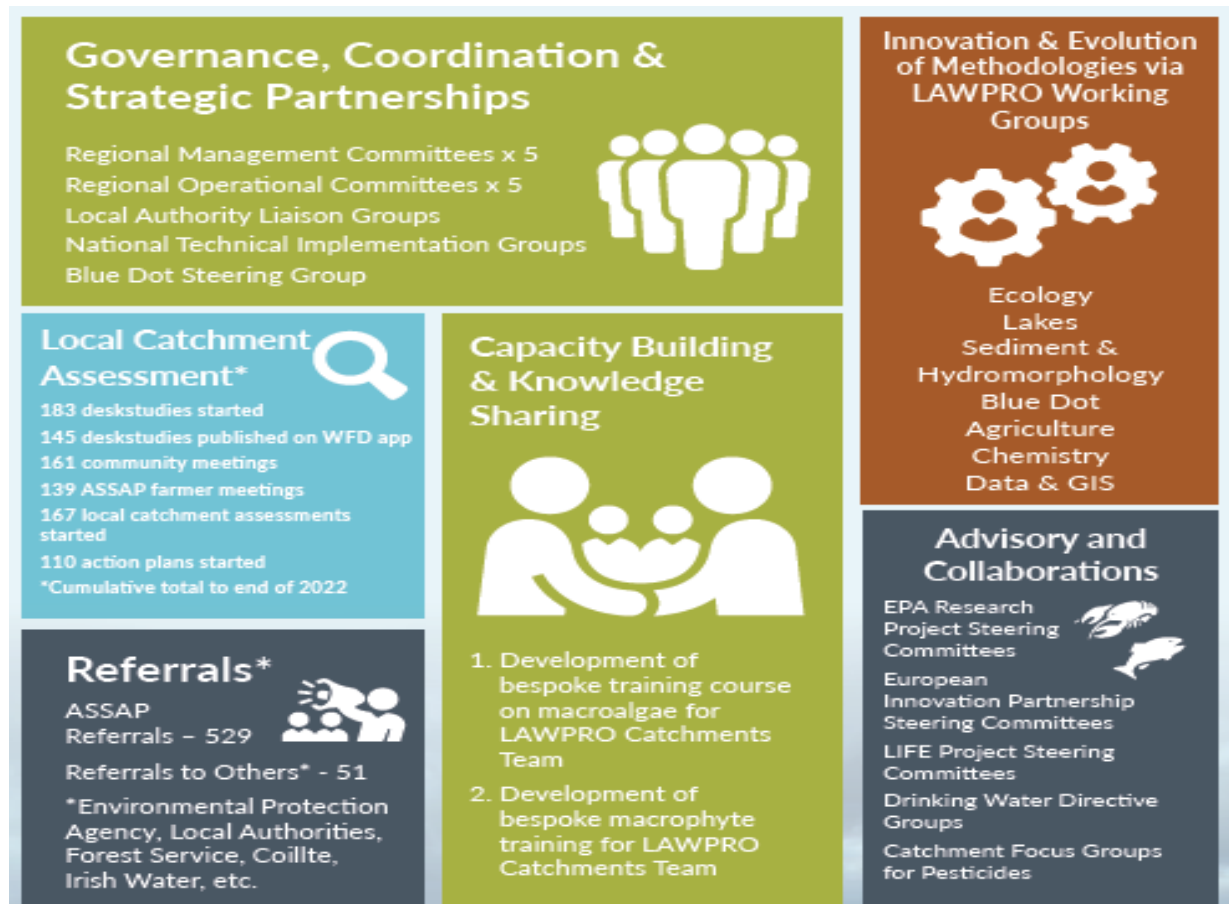 Governance, Coordination &
Strategic Partnerships
Regional Management Committees x 5
Regional Operational Committees x 5
Local Authority Liaison Groups
National Technical Implementation Groups
Blue Dot Steering Group
Innovation & Evolution
of Methodologies via
LAWPRO Working
Groups
Ecology
Lakes
Sediment &
Hydromorphology
Blue Dot
Agriculture
Chemistry
Data & GIS
Local Catchment
Assessment*
183 deskstudies started
145 deskstudies published on WFD app
161 community meetings
139 ASSAP farmer meetings
167 local catchment assessments
started
110 action plans started
*Cumulative total to end of 2022
Capacity Building
& Knowledge
Sharing
1. Development of
bespoke training course
on macroalgae for
LAWPRO Catchments
Team
2. Development of
bespoke macrophyte
training for LAWPRO
Catchments Team
Referrals*
ASSAP
Referrals – 529
Referrals to Others* - 51
*Environmental Protection
Agency, Local Authorities,
Forest Service, Coillte,
Irish Water, etc.
Advisory and
Collaborations
EPA Research
Project Steering
Committees
European
Innovation Partnership
Steering Committees
LIFE Project Steering
Committees
Drinking Water Directive
Groups
Catchment Focus Groups
for Pesticides